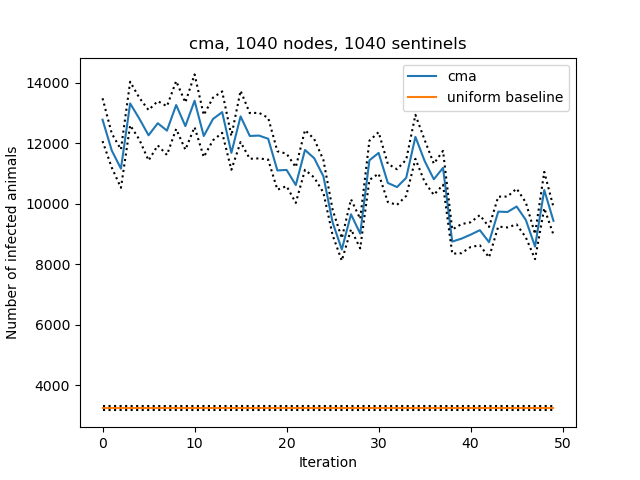 cma, 1040 nodes, 1040 sentinels
cma
uniform baseline
Number of infected animals
14000
12000
10000
8000
6000
4000
0
10
20
30
40
50
Iteration